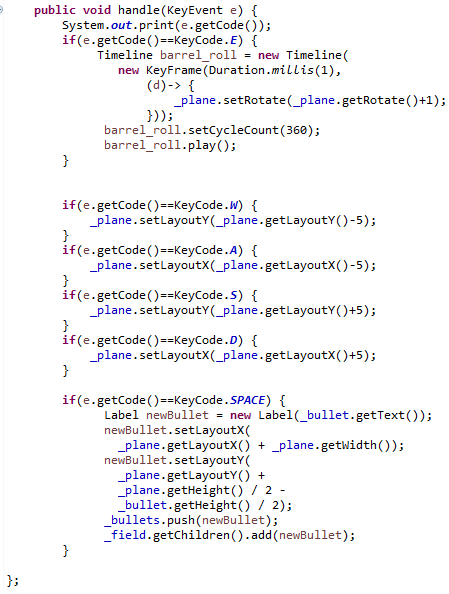 public void handle(KeyEvent e) {
System.out.print(e.getCode());
if(e.getCode()==KeyCode.E) {
Timeline barrel_roll = new Timeline(
new KeyFrame(Duration.millis(1),
(d)-> {
_plane.setRotate(_plane.getRotate()+1);
}));
barrel_roll.setCycleCount(360);
barrel_roll.play();
}
if(e.getCode()==KeyCode.W) {
_plane.setLayoutY(_plane.getLayoutY()-5);
}
if(e.getCode()==KeyCode.A) {
_plane.setLayoutX(_plane.getLayoutX()-5);
}
if(e.getCode()==KeyCode.S) {
_plane.setLayoutY(_plane.getLayoutY()+5);
}
if(e.getCode()==KeyCode.D) {
_plane.setLayoutX(_plane.getLayoutX()+5);
}
if(e.getCode()==KeyCode.SPACE) {
Label newBullet = new Label(_bullet.getText());
newBullet.setLayoutX(
_plane.getLayoutX() + _plane.getWidth());
newBullet.setLayoutY(
_plane.getLayoutY() +
_plane.getHeight() / 2 -
_bullet.getHeight() / 2);
_bullets.push(newBullet);
_field.getChildren().add(newBullet);
}
};